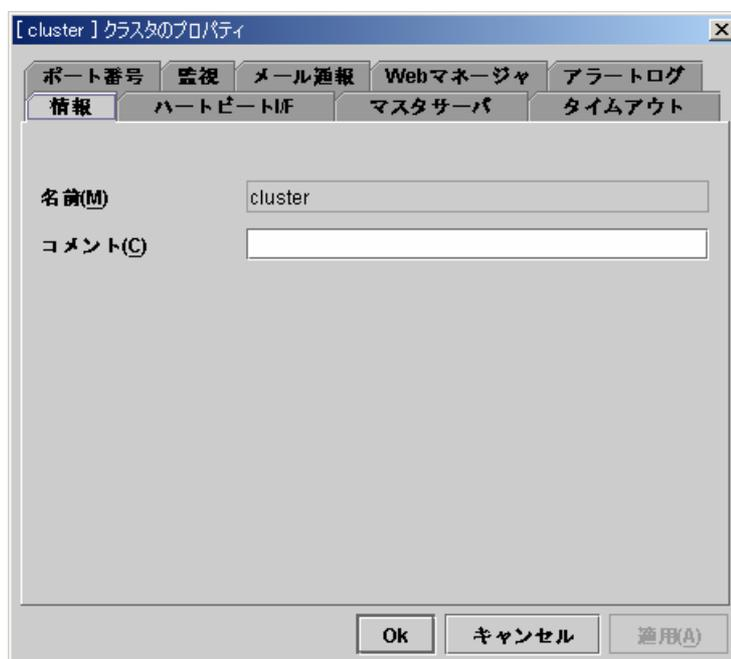 [ cluster ] クラスタのプロパティ
ポート番号 監視 メール通報 Webマネージャ アラートログ
情報 ハートビートI/F マスタサーバ タイムアウト
名前(M) cluster
コメント(C)
Ok キャンセル 適用(A)